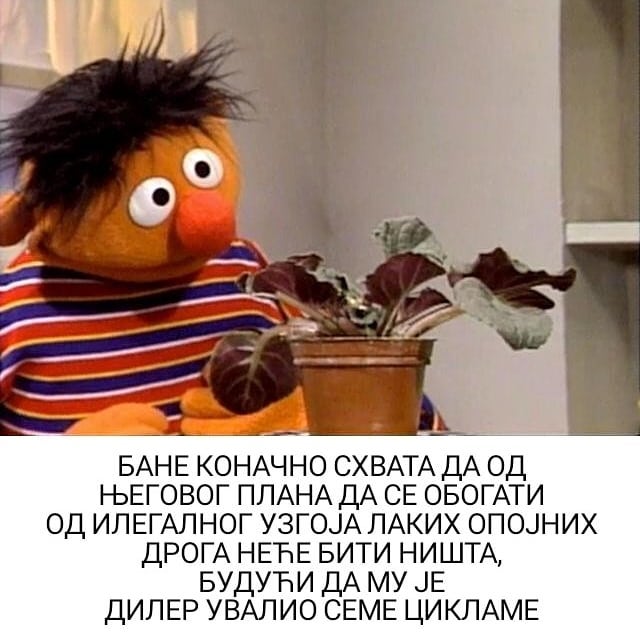 БАНЕ КОНАЧНО СХВАТА ДА ОД
ЊЕГОВОГ ПЛАНА ДА СЕ ОБОГАТИ
ОД ИЛЕГАЛНОГ УЗГОЈА ЛАКИХ ОПОЈНИХ
ДРОГА НЕЋЕ БИТИ НИШТА,
БУДУЋИ ДА МУ ЈЕ
ДИЛЕР УВАЛИО СЕМЕ ЦИКЛАМЕ